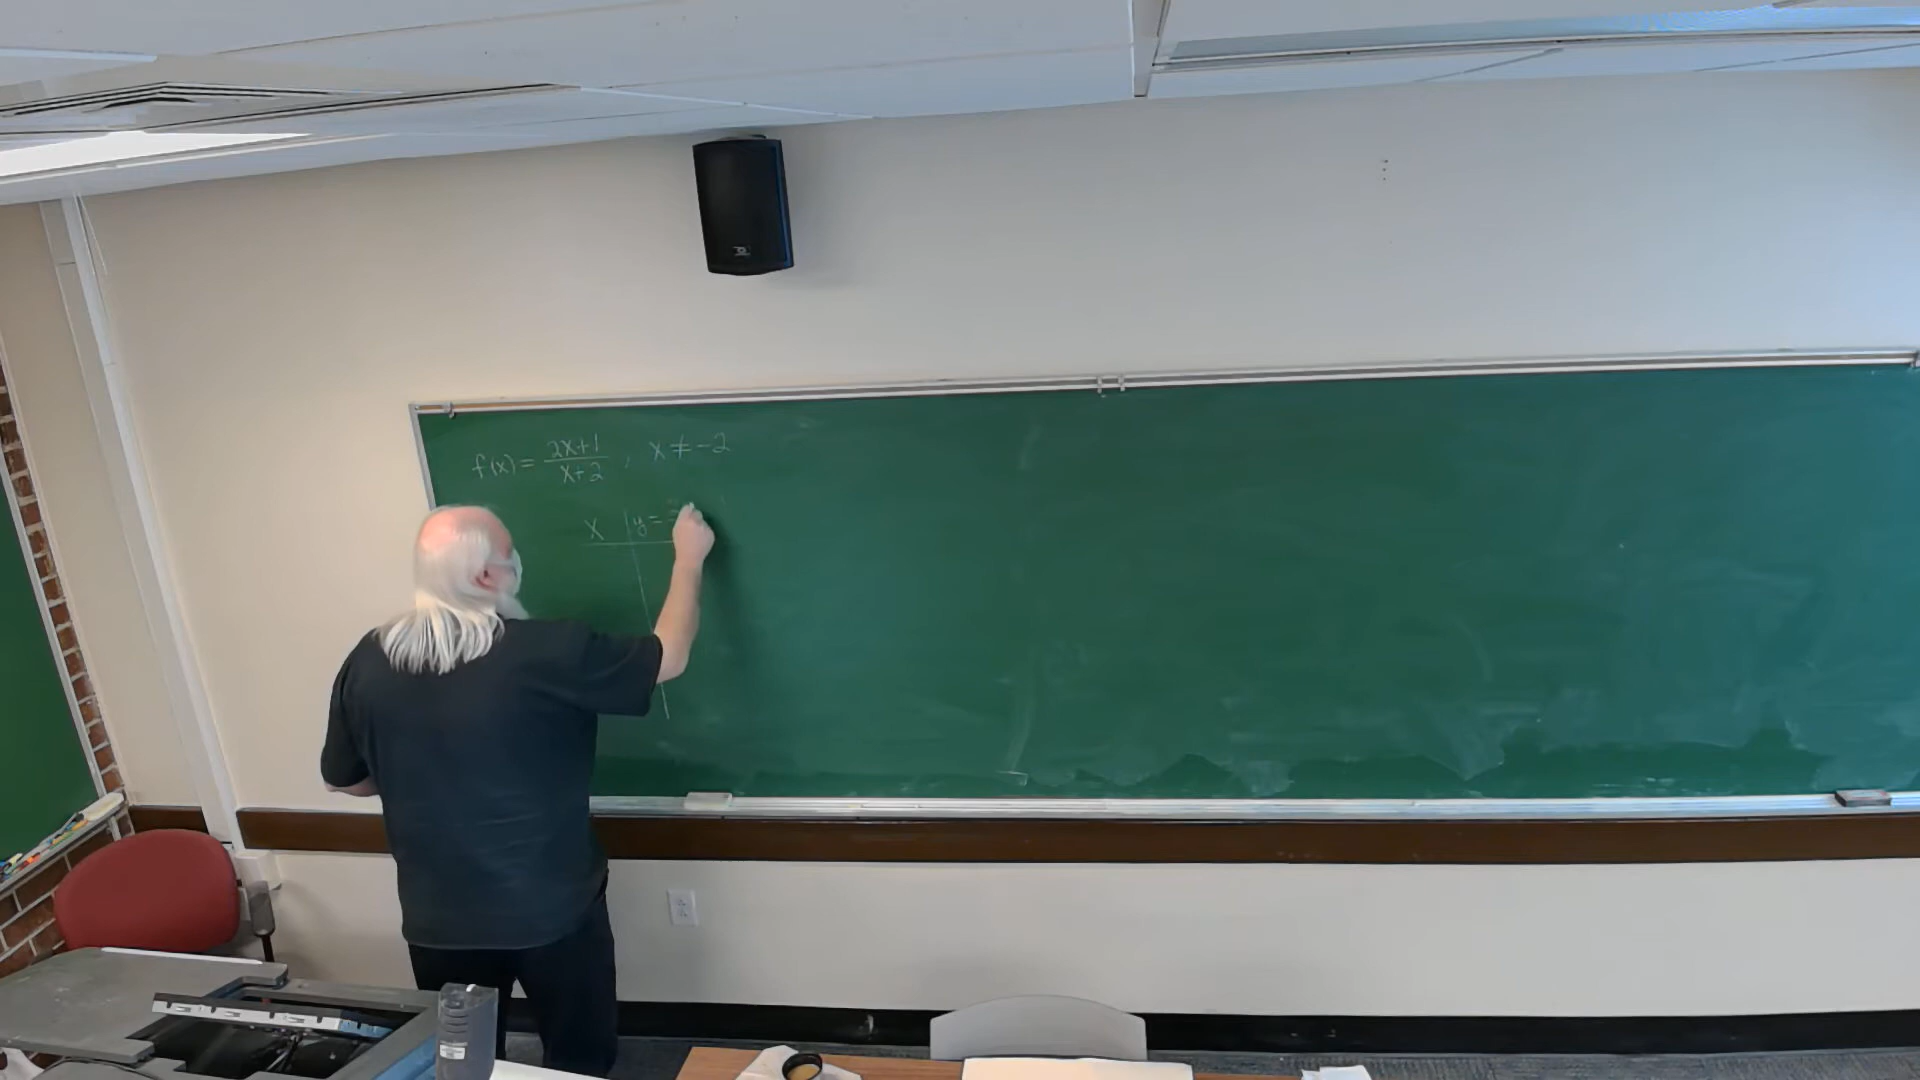 f(x) = 2x+1 / x+2 , x ≠ -2
x | y =